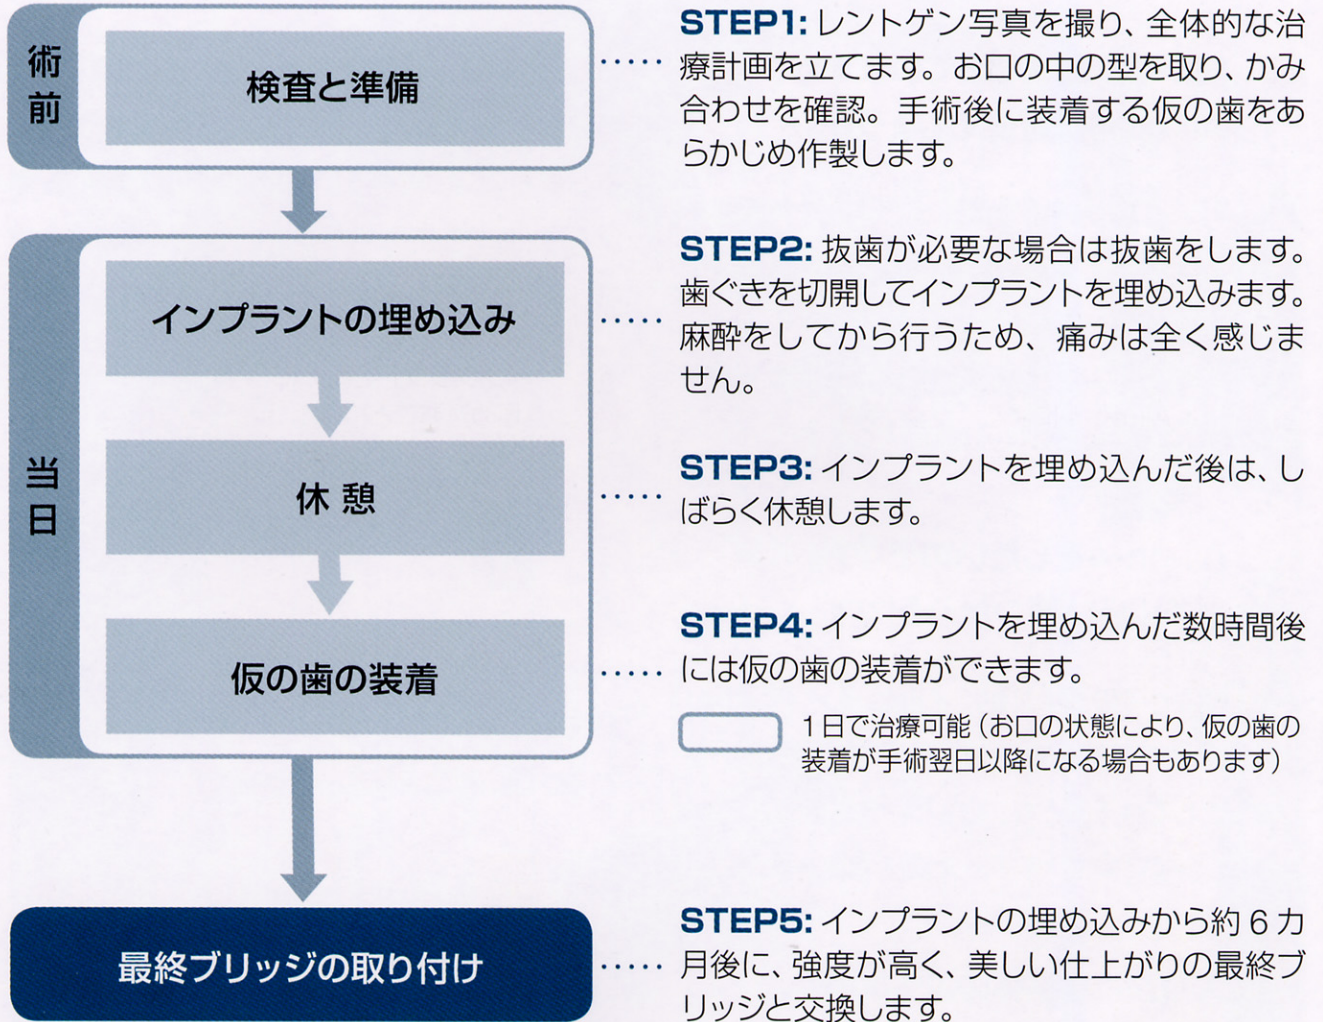 術前
検査と準備
STEP1: レントゲン写真を撮り、全体的な治
療計画を立てます。お口の中の型を取り、かみ
合わせを確認。手術後に装着する仮の歯をあ
らかじめ作製します。
当日
インプラントの埋め込み
STEP2: 抜歯が必要な場合は抜歯をします。
歯ぐきを切開してインプラントを埋め込みます。
麻酔をしてから行うため、痛みは全く感じま
せん。
休憩
STEP3: インプラントを埋め込んだ後は、し
ばらく休憩します。
仮の歯の装着
STEP4: インプラントを埋め込んだ数時間後
には仮の歯の装着ができます。
1日で治療可能（お口の状態により、仮の歯の
装着が手術翌日以降になる場合もあります）
最終ブリッジの取り付け
STEP5: インプラントの埋め込みから約6カ
月後に、強度が高く、美しい仕上がりの最終ブ
リッジと交換します。